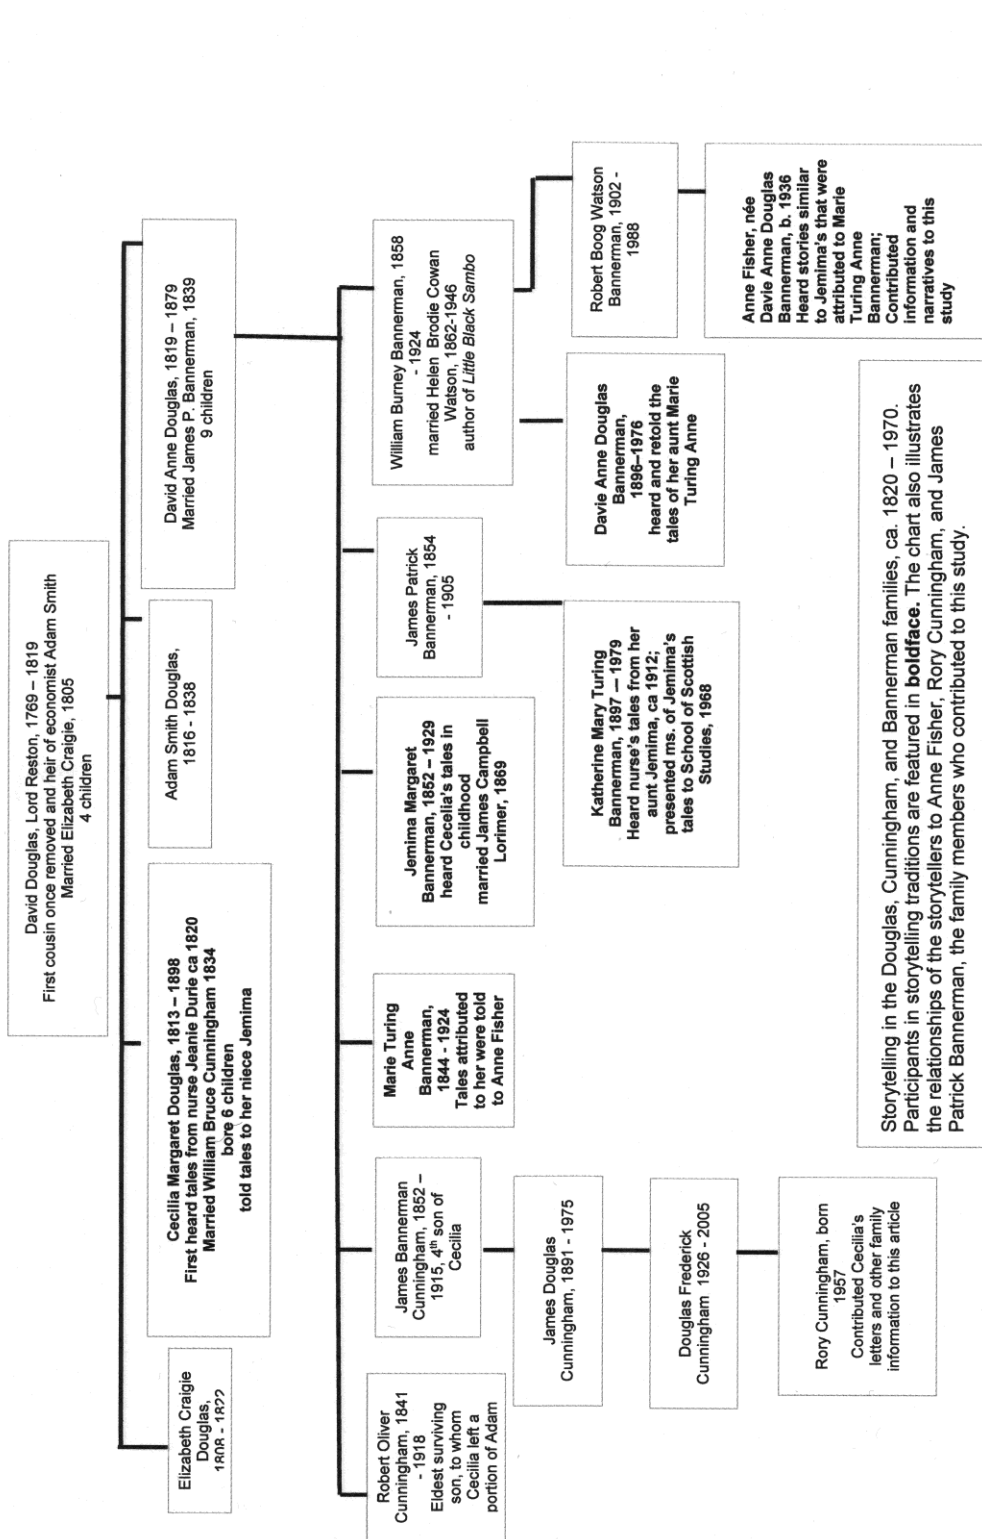 David Douglas, Lord Reston, 1769 – 1819
First cousin once removed and heir of economist Adam Smith
Married Elizabeth Craigie, 1805
4 children
Elizabeth Craigie
Douglas,
1808 - 1822
Cecilia Margaret Douglas, 1813 – 1898
First heard tales from nurse Jeanie Durie ca 1820
Married William Bruce Cunningham 1834
bore 6 children
told tales to her niece Jemima
Adam Smith Douglas,
1816 - 1838
David Anne Douglas, 1819 – 1879
Married James P. Bannerman, 1839
9 children
Robert Oliver
Cunningham, 1841
- 1918
Eldest surviving
son, to whom
Cecilia left a
portion of Adam
James Bannerman
Cunningham, 1852 –
1915, 4th son of
Cecilia
Marie Turing
Anne
Bannerman,
1844 - 1924
Tales attributed
to her were told
to Anne Fisher
Jemima Margaret
Bannerman, 1852 – 1929
heard Cecelia's tales in
childhood
married James Campbell
Lorimer, 1869
James Patrick
Bannerman, 1854
- 1905
William Burney Bannerman, 1858
- 1924
married Helen Brodie Cowan
Watson, 1862-1946
author of Little Black Sambo
James Douglas
Cunningham, 1891 - 1975
Katherine Mary Turing
Bannerman, 1897 — 1979
Heard nurse's tales from her
aunt Jemima, ca 1912;
presented ms. of Jemima's
tales to School of Scottish
Studies, 1968
Davie Anne Douglas
Bannerman,
1896–1976
heard and retold the
tales of her aunt Marie
Turing Anne
Robert Boog Watson
Bannerman, 1902 -
1988
Douglas Frederick
Cunningham 1926 - 2005
Anne Fisher, née
Davie Anne Douglas
Bannerman, b. 1936
Heard stories similar
to Jemima's that were
attributed to Marie
Turing Anne
Bannerman;
Contributed
information and
narratives to this
study
Rory Cunningham, born
1957
Contributed Cecilia's
letters and other family
information to this article
Storytelling in the Douglas, Cunningham, and Bannerman families, ca. 1820 – 1970.
Participants in storytelling traditions are featured in boldface. The chart also illustrates
the relationships of the storytellers to Anne Fisher, Rory Cunningham, and James
Patrick Bannerman, the family members who contributed to this study.